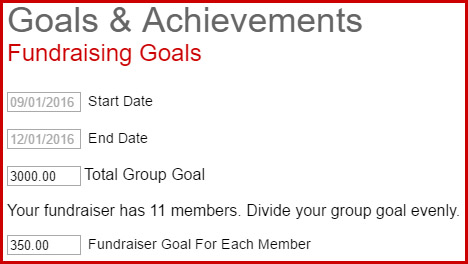 Goals & Achievements
Fundraising Goals
09/01/2016 Start Date
12/01/2016 End Date
3000.00 Total Group Goal
Your fundraiser has 11 members. Divide your group goal evenly.
350.00 Fundraiser Goal For Each Member